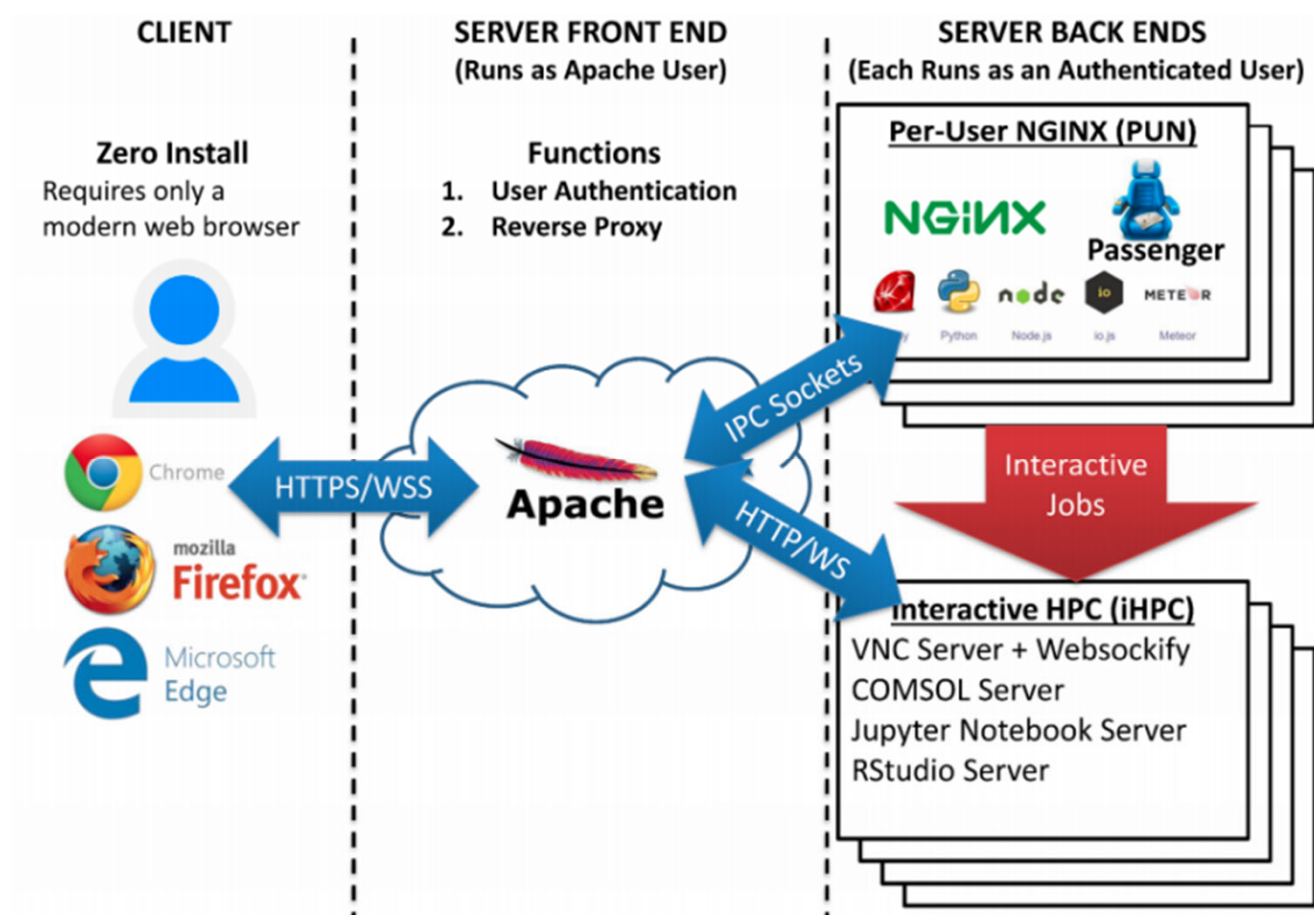 CLIENT
Zero Install
Requires only a
modern web browser
Chrome
mozilla
Firefox
Microsoft
Edge
HTTPS/WSS
SERVER FRONT END
(Runs as Apache User)
Functions
1. User Authentication
2. Reverse Proxy
Apache
IPC Sockets
HTTP/WS
SERVER BACK ENDS
(Each Runs as an Authenticated User)
Per-User NGINX (PUN)
NGINX
Passenger
node
io
METEOR
Python
Node.js
io.js
Meteor
Interactive
Jobs
Interactive HPC (iHPC)
VNC Server + Websockify
COMSOL Server
Jupyter Notebook Server
RStudio Server